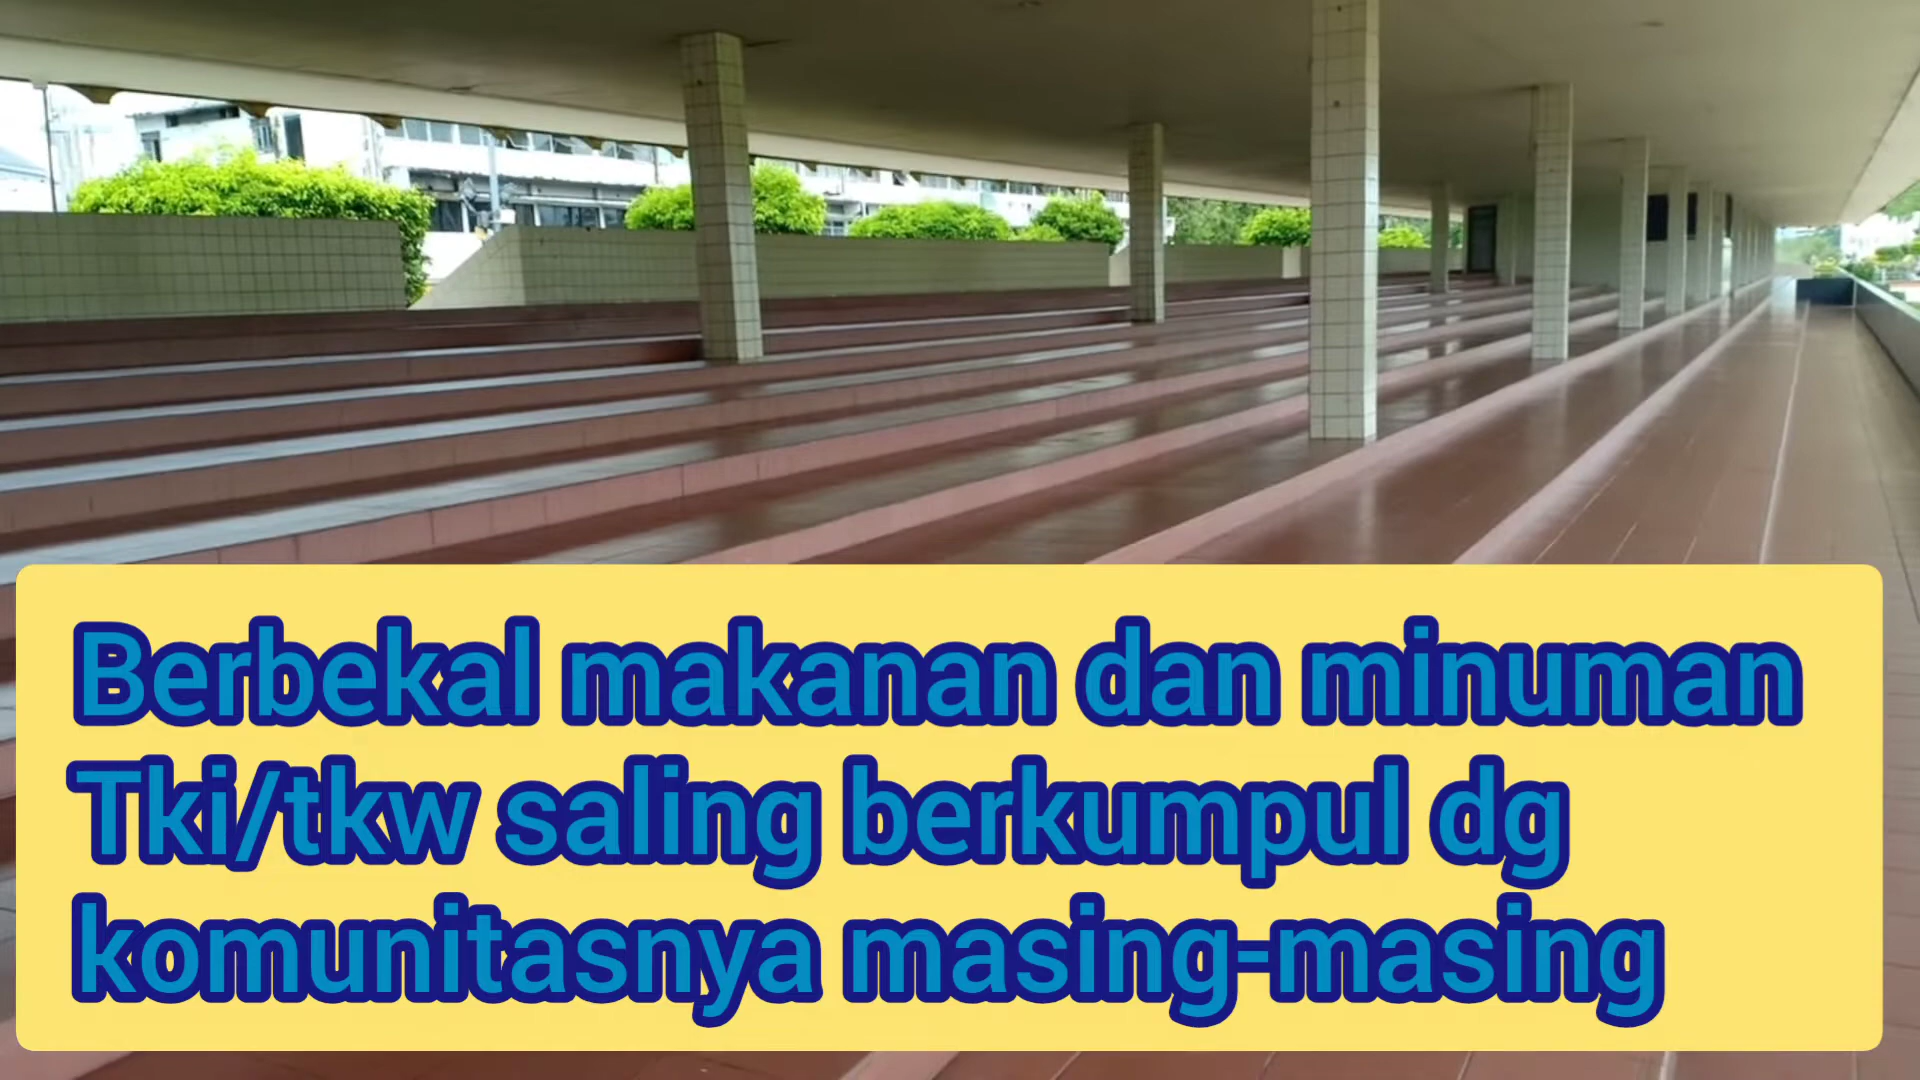 Berbekal makanan dan minuman
Tki/tkw saling berkumpul dg
komunitasnya masing-masing